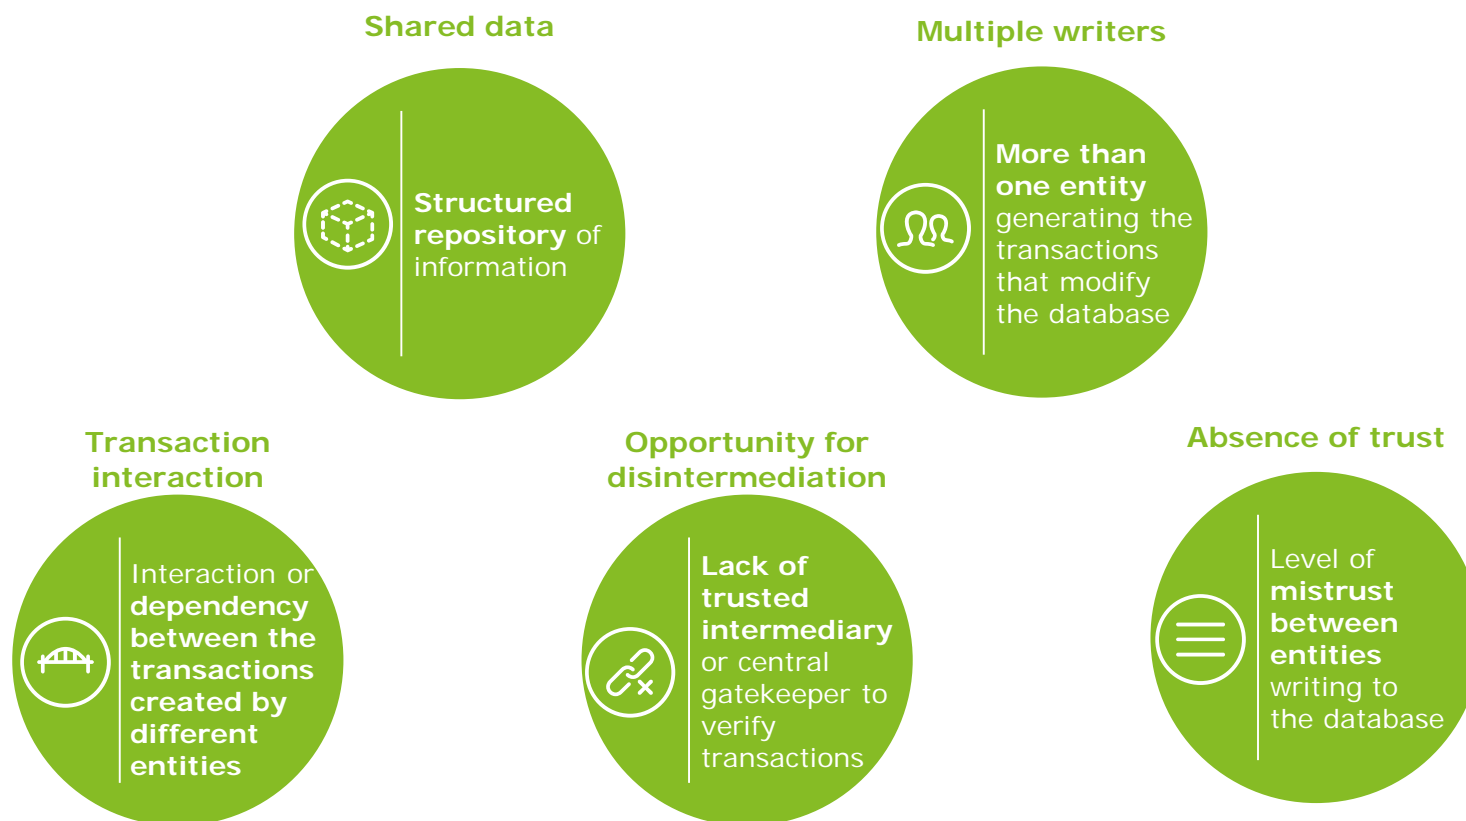 Shared data
Structured
repository of
information
Multiple writers
More than
one entity
generating the
transactions
that modify
the database
Transaction
interaction
Interaction or
dependency
between the
transactions
created by
different
entities
Opportunity for
disintermediation
Lack of
trusted
intermediary
or central
gatekeeper to
verify
transactions
Absence of trust
Level of
mistrust
between
entities
writing to
the database